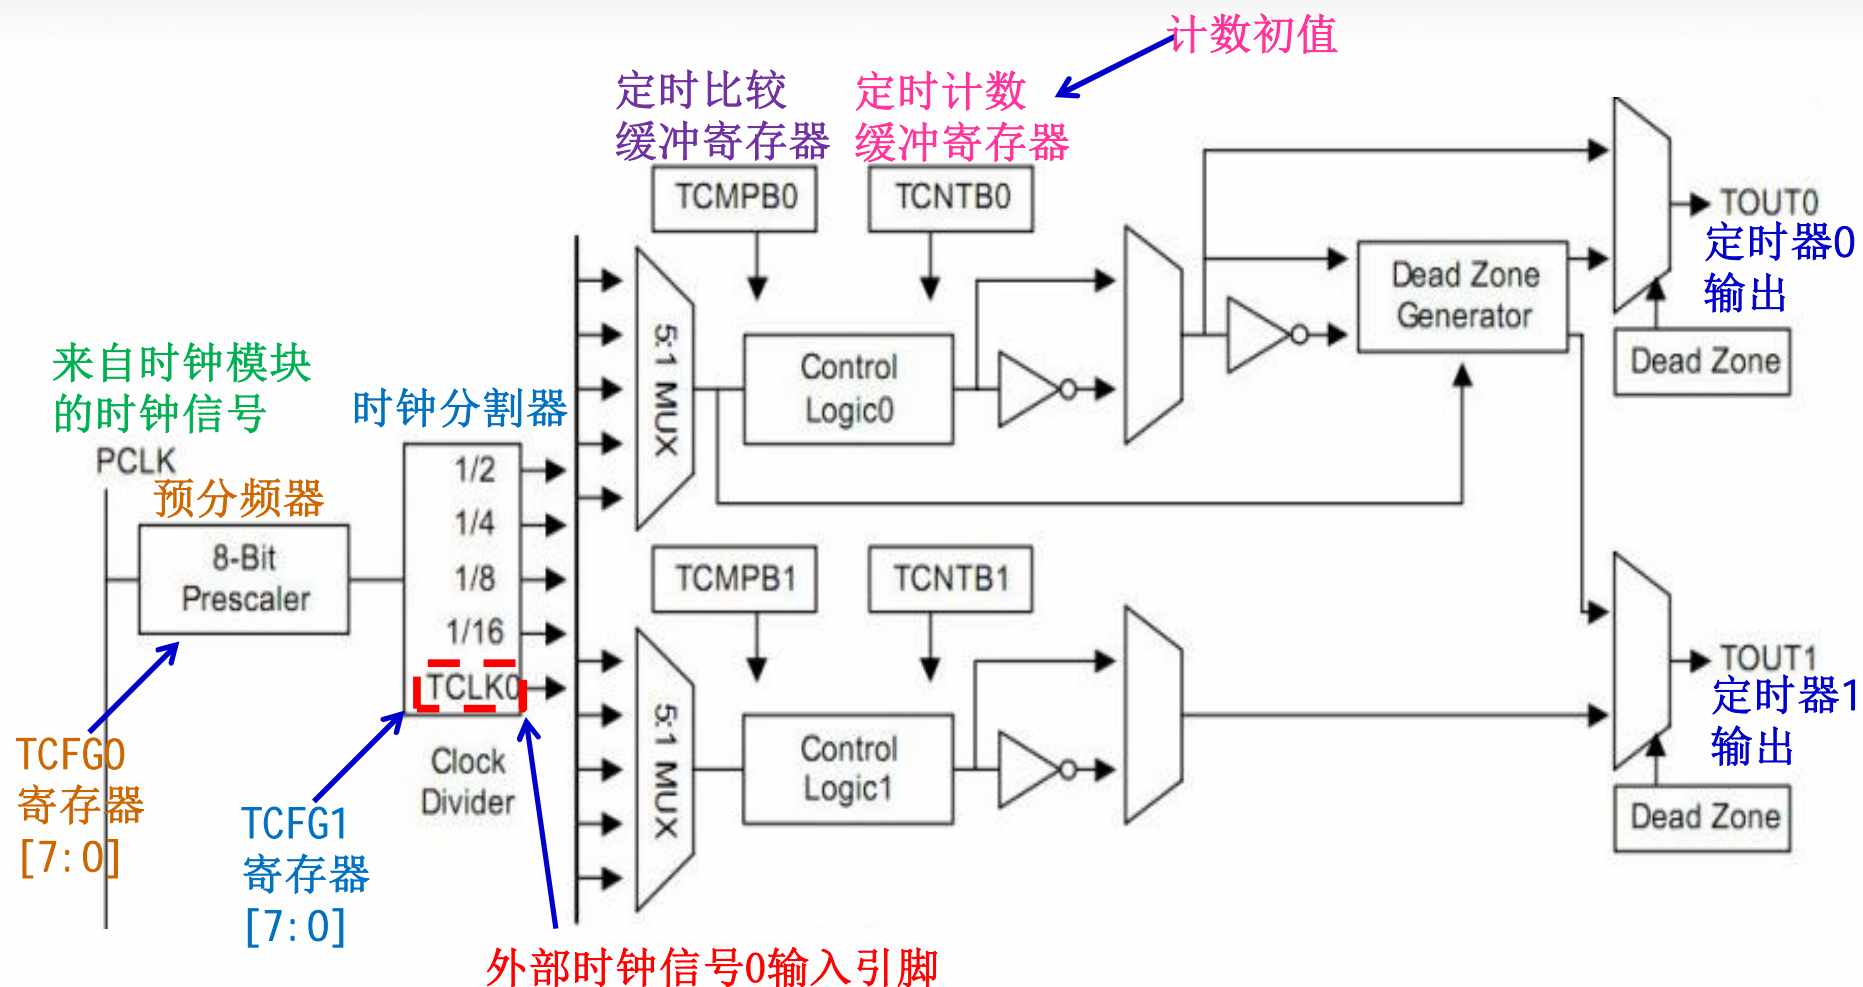 计数初值
定时比较
缓冲寄存器
定时计数
缓冲寄存器
TCMPB0
TCNTB0
TOUT0
定时器0
输出
Dead Zone
Generator
Dead Zone
5:1 MUX
Control
Logic0
来自时钟模块
的时钟信号
时钟分割器
PCLK
预分频器
8-Bit
Prescaler
1/2
1/4
1/8
1/16
TCLK0
Clock
Divider
TCMPB1
TCNTB1
TOUT1
定时器1
输出
Dead Zone
5:1 MUX
Control
Logic1
TCFG0
寄存器
[7:0]
TCFG1
寄存器
[7:0]
外部时钟信号0输入引脚